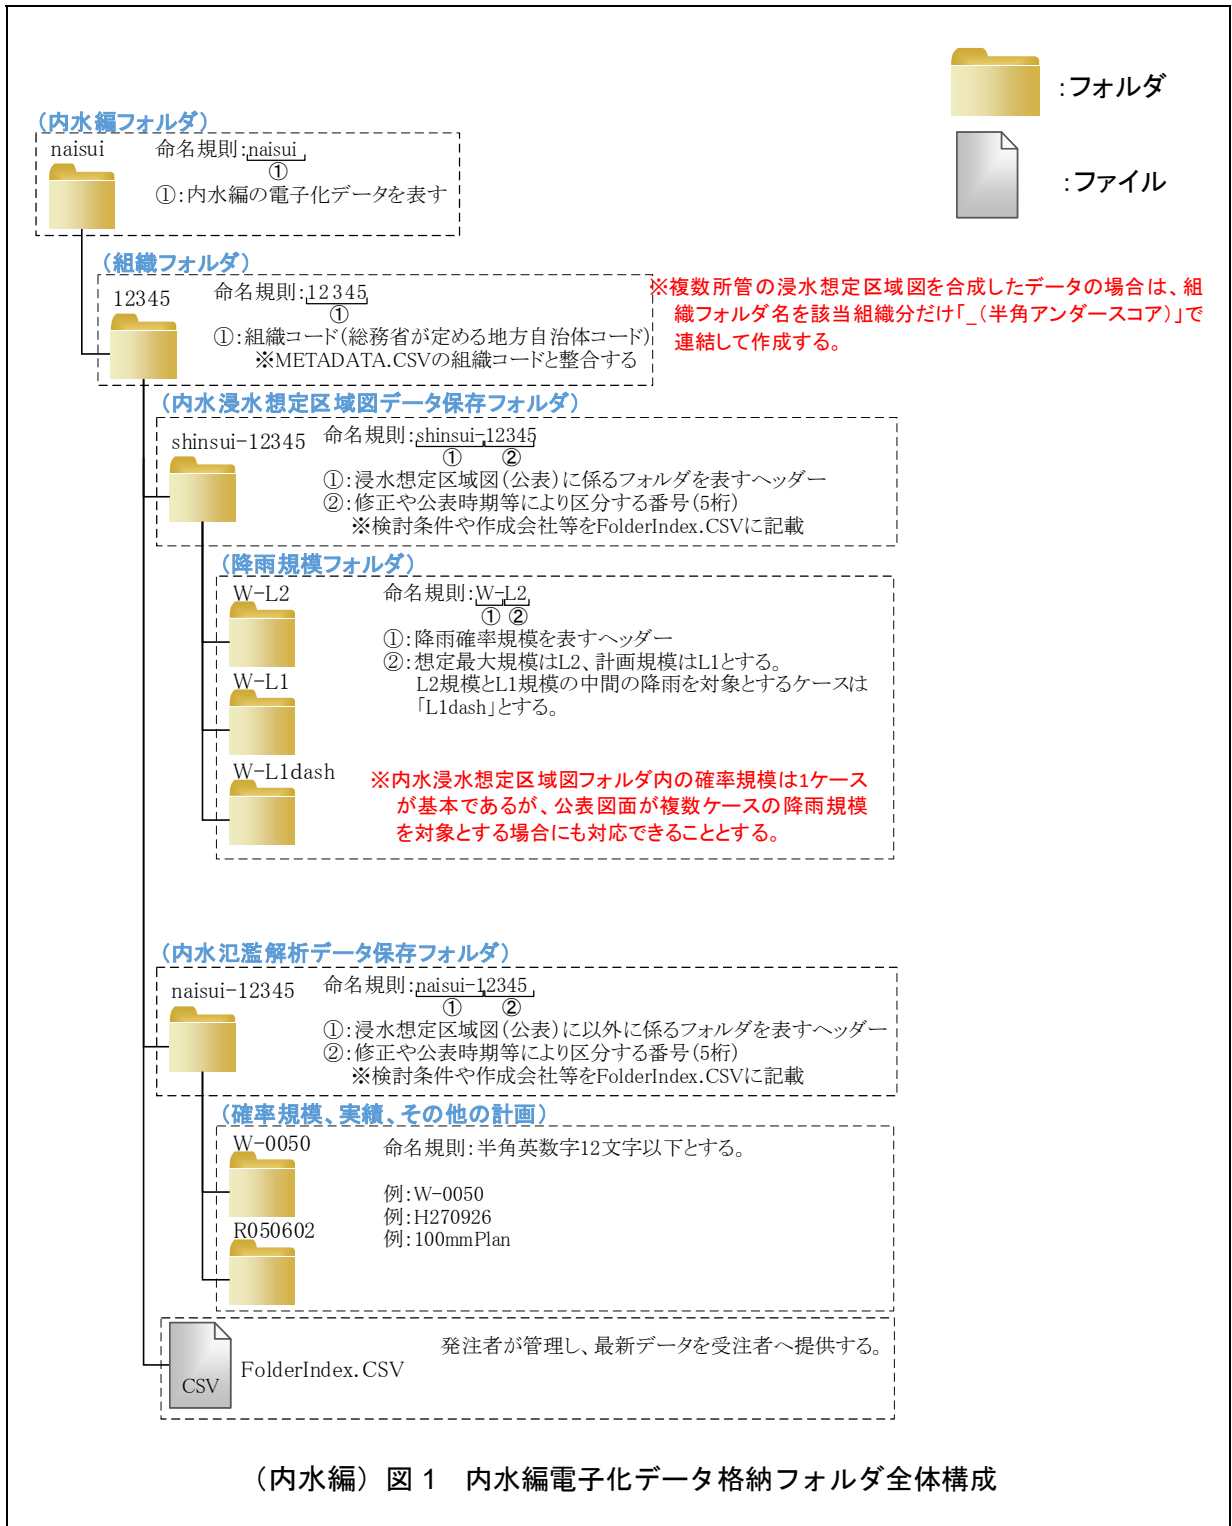 :フォルダ
:ファイル
(内水編フォルダ)
naisui
命名規則:naisui
①
①:内水編の電子化データを表す
(組織フォルダ)
12345
命名規則:12345
①
①:組織コード(総務省が定める地方自治体コード)
※METADATA.CSVの組織コードと整合する
※複数所管の浸水想定区域図を合成したデータの場合は、組
織フォルダ名を該当組織分だけ「_(半角アンダースコア)」で
連結して作成する。
(内水浸水想定区域図データ保存フォルダ)
shinsui-12345
命名規則:shinsui-12345
① ②
①:浸水想定区域図(公表)に係るフォルダを表すヘッダー
②:修正や公表時期等により区分する番号(5桁)
※検討条件や作成会社等をFolderIndex.CSVに記載
(降雨規模フォルダ)
W-L2
命名規則:W-L2
① ②
①:降雨確率規模を表すヘッダー
②:想定最大規模はL2、計画規模はL1とする。
L2規模とL1規模の中間の降雨を対象とするケースは
「L1dash」とする。
W-L1
W-L1dash
※内水浸水想定区域図フォルダ内の確率規模は1ケース
が基本であるが、公表図面が複数ケースの降雨規模
を対象とする場合にも対応できることとする。
(内水氾濫解析データ保存フォルダ)
naisui-12345
命名規則:naisui-12345
① ②
①:浸水想定区域図(公表)に以外に係るフォルダを表すヘッダー
②:修正や公表時期等により区分する番号(5桁)
※検討条件や作成会社等をFolderIndex.CSVに記載
(確率規模、実績、その他の計画)
W-0050
命名規則:半角英数字12文字以下とする。
例:W-0050
例:H270926
例:100mmPlan
R050602
発注者が管理し、最新データを受注者へ提供する。
CSV
FolderIndex.CSV
(内水編)図1 内水編電子化データ格納フォルダ全体構成